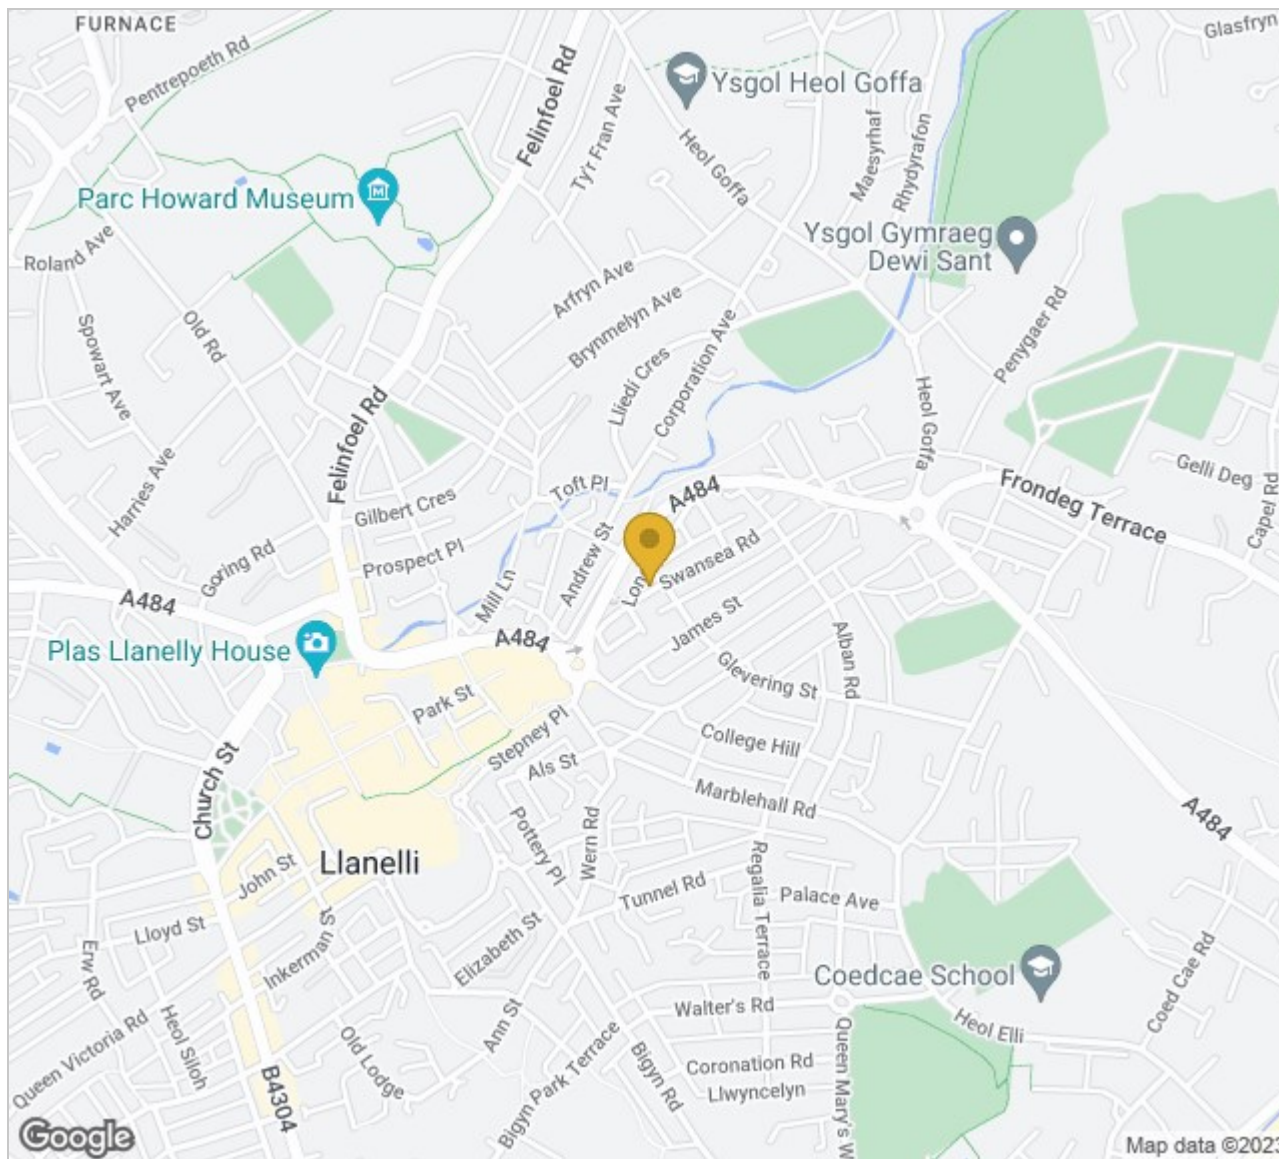 FURNACE
Glasfryn
Pentrepoeth Rd
Felinfoel Rd
Ty'r Fran Ave
Ysgol Heol Goffa
Heol Goffa
Maesyrhaf
Rhydyrafon
Parc Howard Museum
Ysgol Gymraeg
Dewi Sant
Roland Ave
Arfryn Ave
Old Rd
Spowart Ave
Brynmelyn Ave
Penygaer Rd
Lliedi Cres
Corporation Ave
Heol Goffa
Felinfoel Rd
Harries Ave
Gelli Deg
Capel Rd
Toft Pl
A484
Frondeg Terrace
Gilbert Cres
Goring Rd
Prospect Pl
Andrew St
Swansea Rd
Mill Ln
A484
James St
Alban Rd
Plas Llanelly House
A484
Glevering St
Park St
Stepney Pl
College Hill
Als St
Church St
Marblehall Rd
A484
Pottery Pl
Wern Rd
Llanelli
John St
Tunnel Rd
Regalia Terrace
Palace Ave
Lloyd St
Erw Rd
Inkerman S
Elizabeth St
Coedcae School
Coed Cae Rd
Queen Victoria Rd
Heol Siloh
Old Lodge
Ann St
Walter's Rd
Heol Elli
B4304
Bigyn Park Terrace
Bigyn Rd
Coronation Rd
Llwyncelyn
Queen Mary's W
Google
Map data ©2023